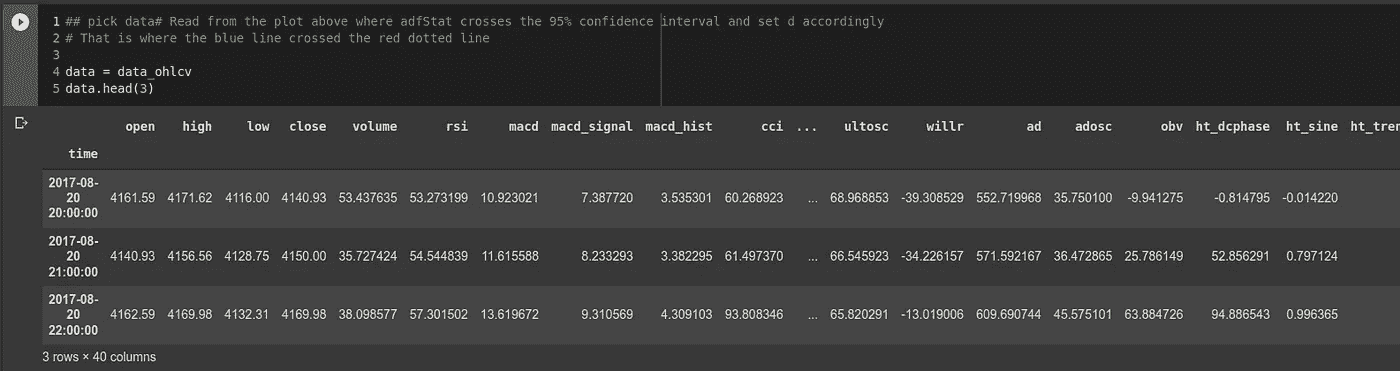 1 ## pick data# Read from the plot above where adfStat crosses the 95% confidence interval and set d accordingly
2 # That is where the blue line crossed the red dotted line
3
4 data = data_ohlcv
5 data.head(3)
open high low close volume rsi macd macd_signal macd_hist cci ... ultosc willr ad adosc obv ht_dcphase ht_sine ht_tren
time
2017-08-
20
20:00:00 4161.59 4171.62 4116.00 4140.93 53.437635 53.273199 10.923021 7.387720 3.535301 60.268923 ... 68.968853 -39.308529 552.719968 35.750100 -9.941275 -0.814795 -0.014220
2017-08-
20
21:00:00 4140.93 4156.56 4128.75 4150.00 35.727424 54.544839 11.615588 8.233293 3.382295 61.497370 ... 66.545923 -34.226157 571.592167 36.472865 25.786149 52.856291 0.797124
2017-08-
20
22:00:00 4162.59 4169.98 4132.31 4169.98 38.098577 57.301502 13.619672 9.310569 4.309103 93.808346 ... 65.820291 -13.019006 609.690744 45.575101 63.884726 94.886543 0.996365
3 rows × 40 columns